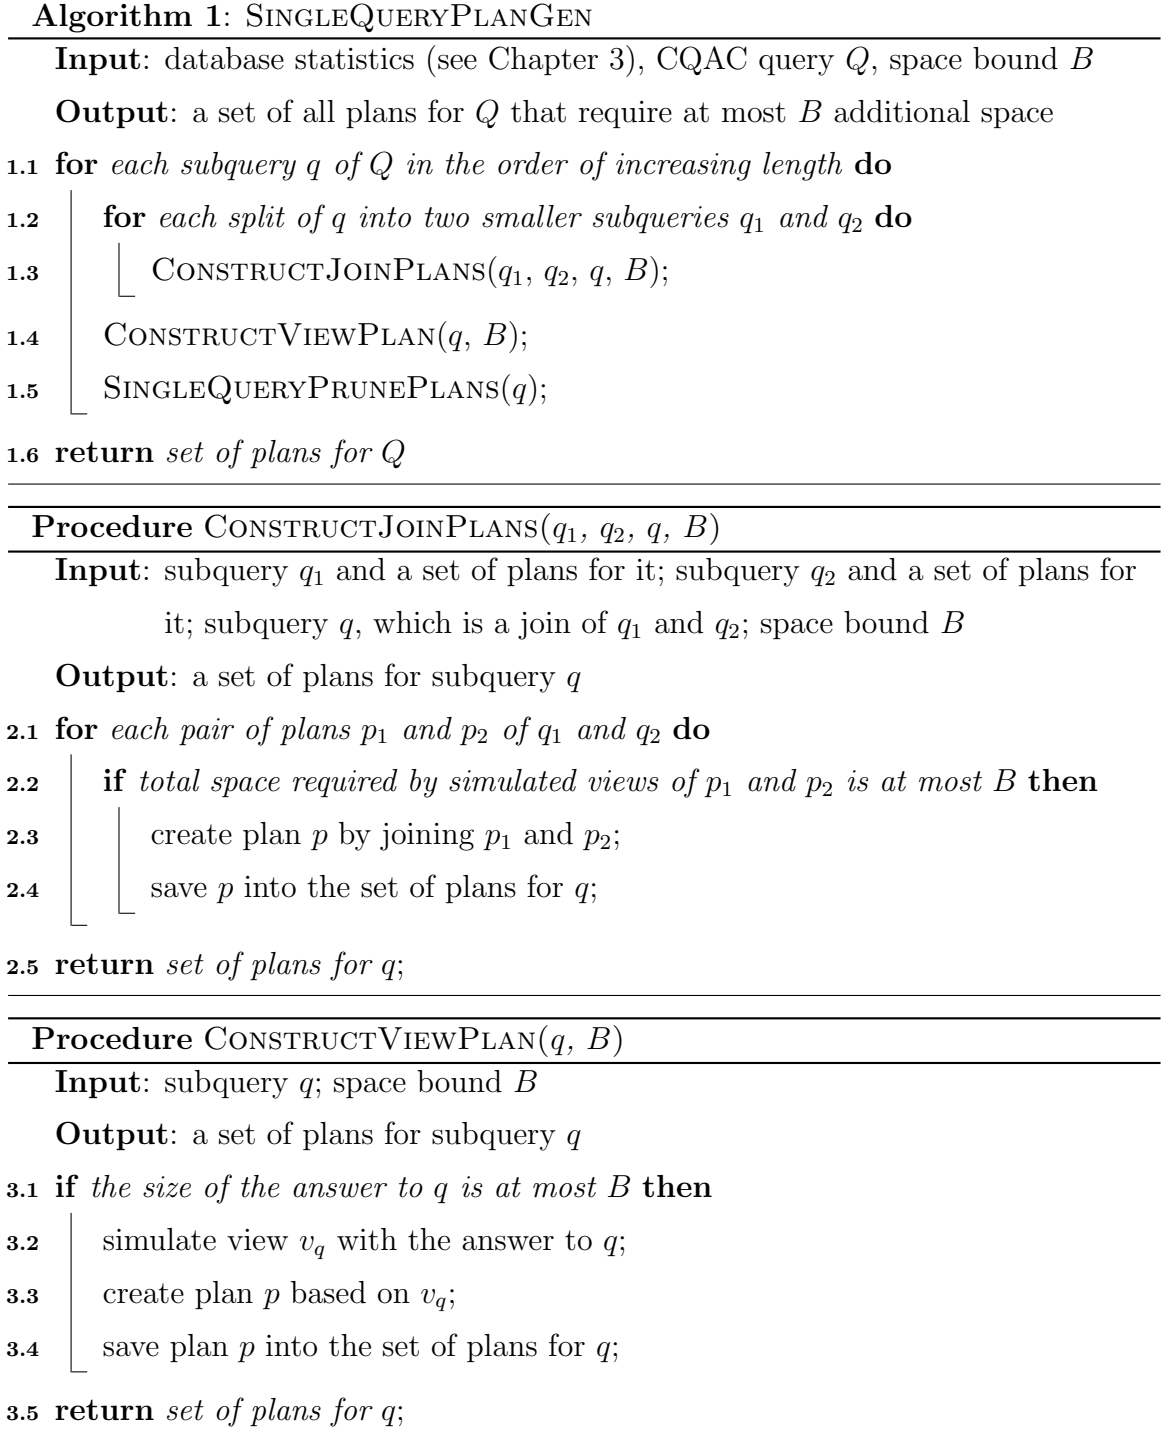 Algorithm 1: SINGLEQUERYPLANGEN
Input: database statistics (see Chapter 3), CQAC query Q, space bound B
Output: a set of all plans for Q that require at most B additional space
1.1 for each subquery q of Q in the order of increasing length do
1.2 for each split of q into two smaller subqueries q₁ and q₂ do
1.3 CONSTRUCTJOINPLANS(q₁, q₂, q, B);
1.4 CONSTRUCTVIEWPLAN(q, B);
1.5 SINGLEQUERYPRUNEPLANS(q);
1.6 return set of plans for Q
Procedure CONSTRUCTJOINPLANS(q₁, q₂, q, B)
Input: subquery q₁ and a set of plans for it; subquery q₂ and a set of plans for
it; subquery q, which is a join of q₁ and q₂; space bound B
Output: a set of plans for subquery q
2.1 for each pair of plans p₁ and p₂ of q₁ and q₂ do
2.2 if total space required by simulated views of p₁ and p₂ is at most B then
2.3 create plan p by joining p₁ and p₂;
2.4 save p into the set of plans for q;
2.5 return set of plans for q;
Procedure CONSTRUCTVIEWPLAN(q, B)
Input: subquery q; space bound B
Output: a set of plans for subquery q
3.1 if the size of the answer to q is at most B then
3.2 simulate view v_q with the answer to q;
3.3 create plan p based on v_q;
3.4 save plan p into the set of plans for q;
3.5 return set of plans for q;